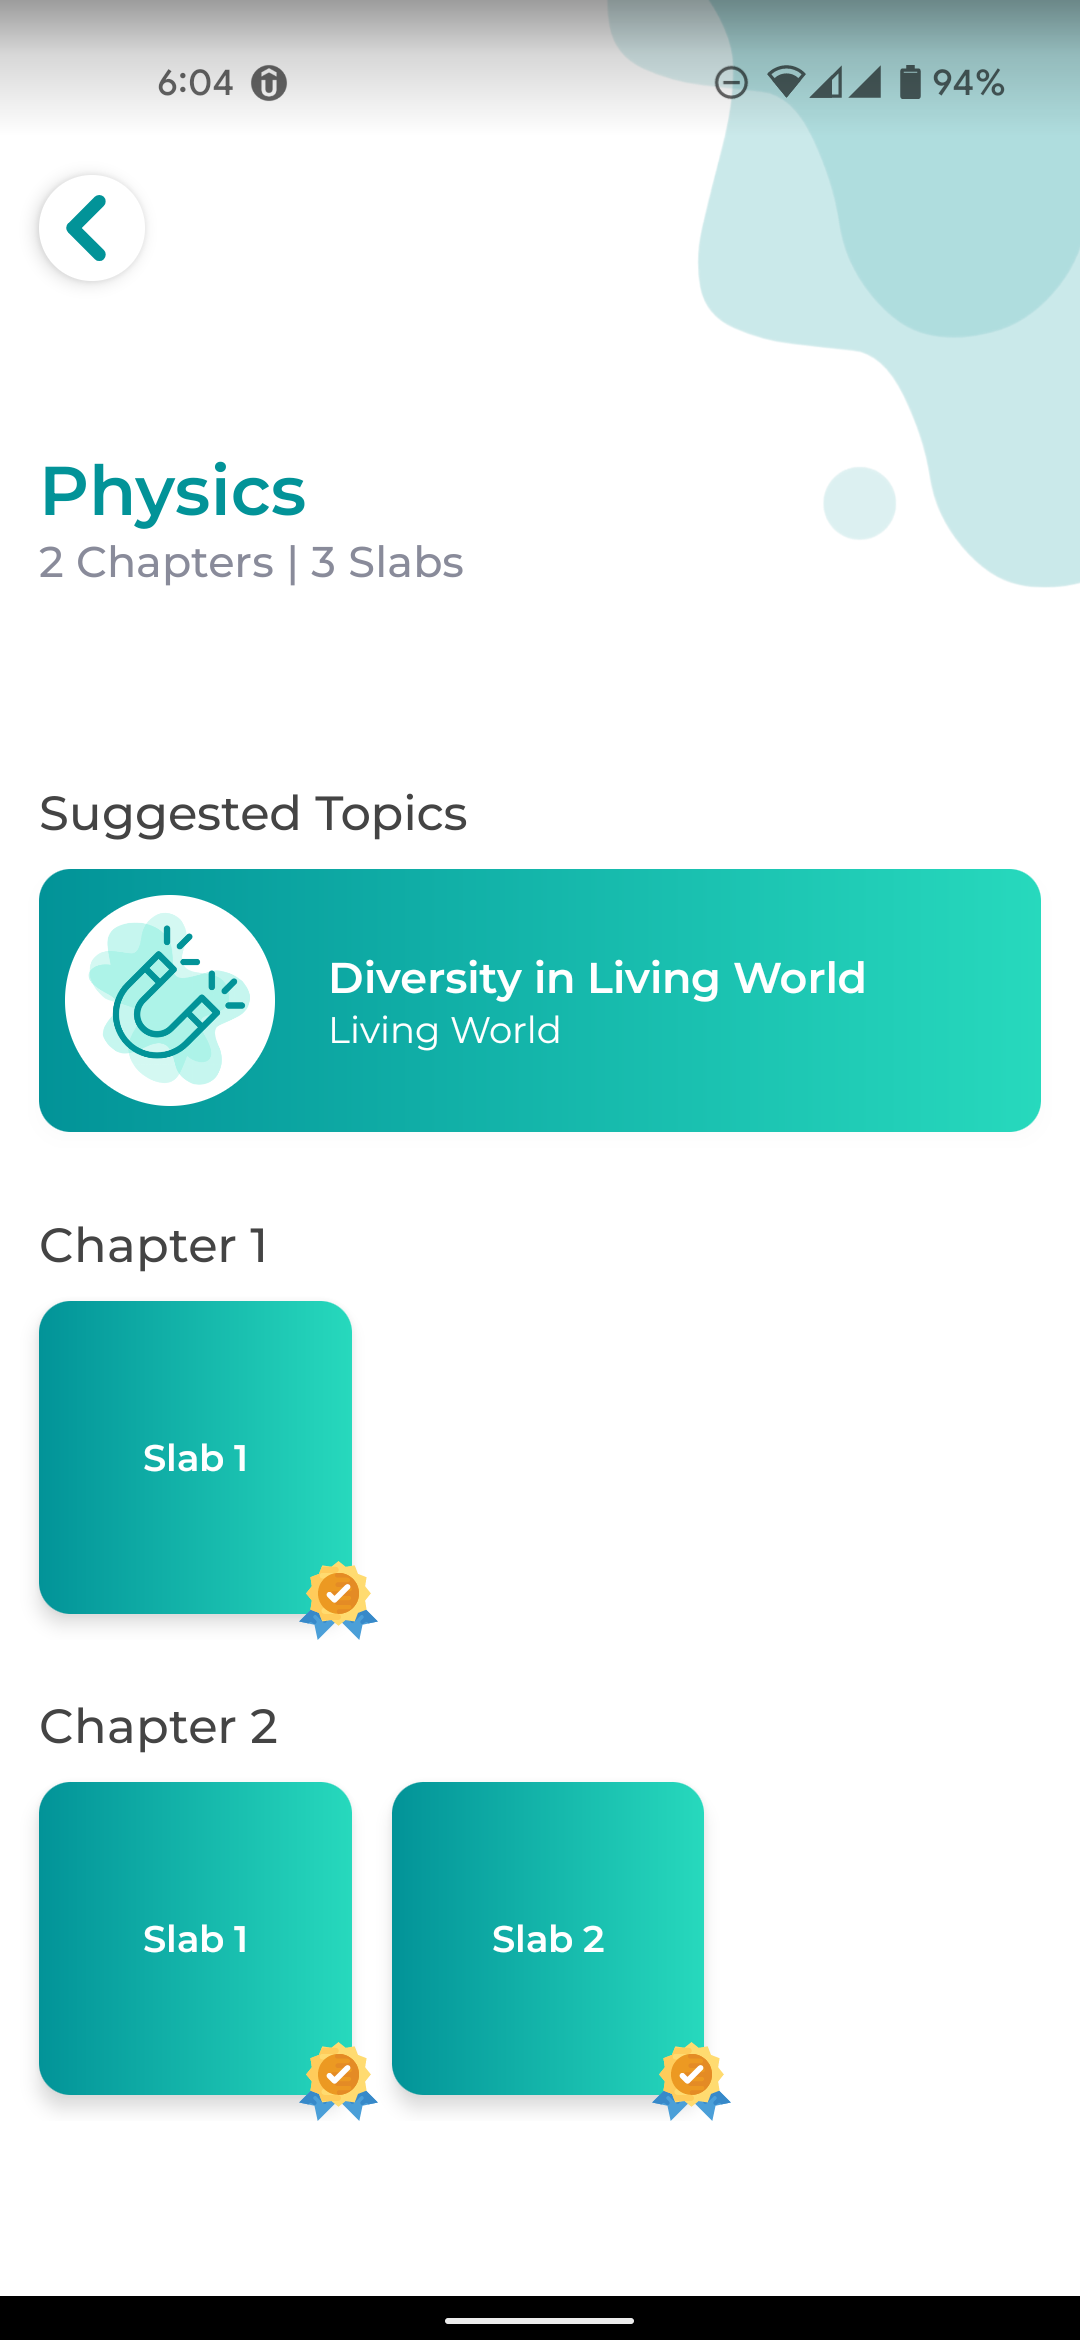 6:04
94%
Physics
2 Chapters | 3 Slabs
Suggested Topics
Diversity in Living World
Living World
Chapter 1
Slab 1
Chapter 2
Slab 1
Slab 2